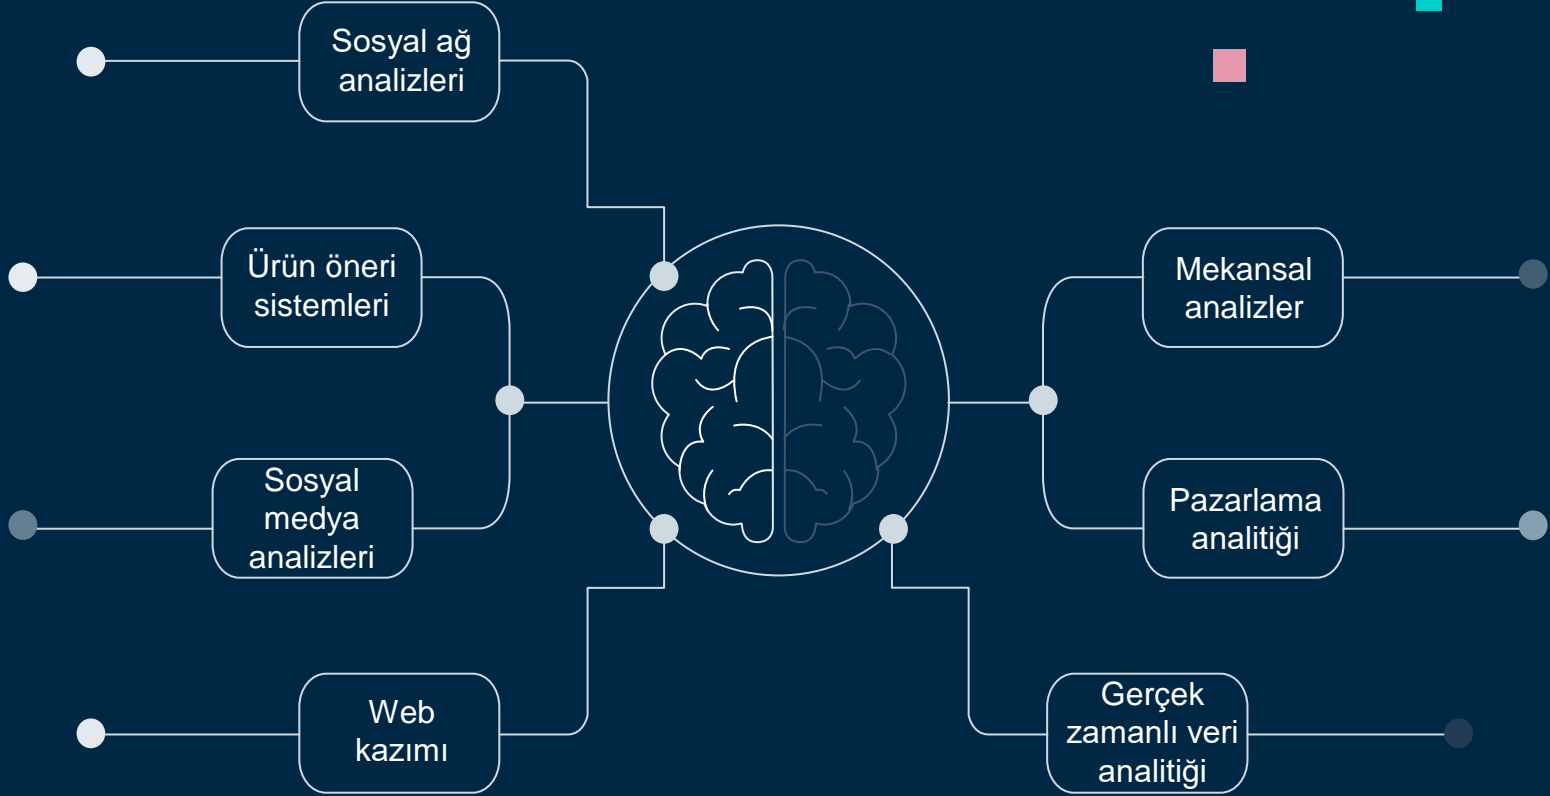 Sosyal ağ
analizleri
Ürün öneri
sistemleri
Sosyal
medya
analizleri
Web
kazımı
Mekansal
analizler
Pazarlama
analitiği
Gerçek
zamanlı veri
analitiği